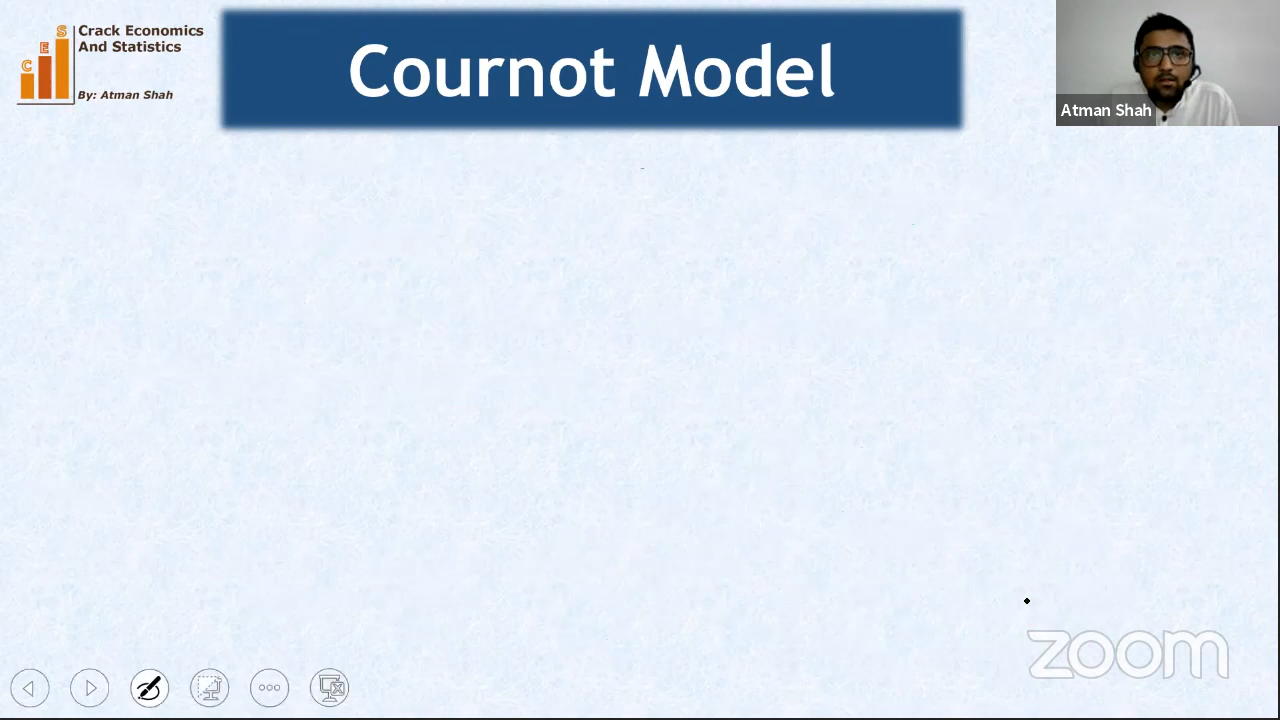 C E S
Crack Economics
And Statistics
By: Atman Shah
Cournot Model
Atman Shah
zoom